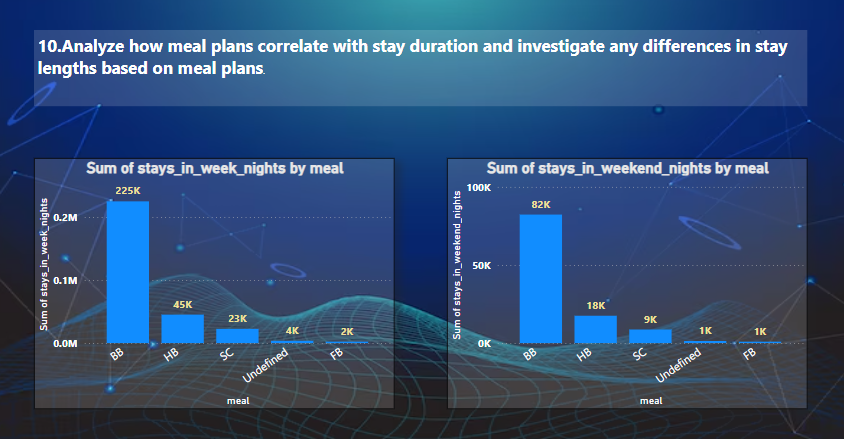 10.Analyze how meal plans correlate with stay duration and investigate any differences in stay
lengths based on meal plans.
Sum of stays_in_week_nights by meal
Sum of stays_in_week_nights
0.2M
0.1M
0.0M
225K
45K
23K
4K
2K
BB
HB
SC
Undefined
FB
meal
Sum of stays_in_weekend_nights by meal
Sum of stays_in_weekend_nights
100K
50K
0K
82K
18K
9K
1K
1K
BB
HB
SC
Undefined
FB
meal